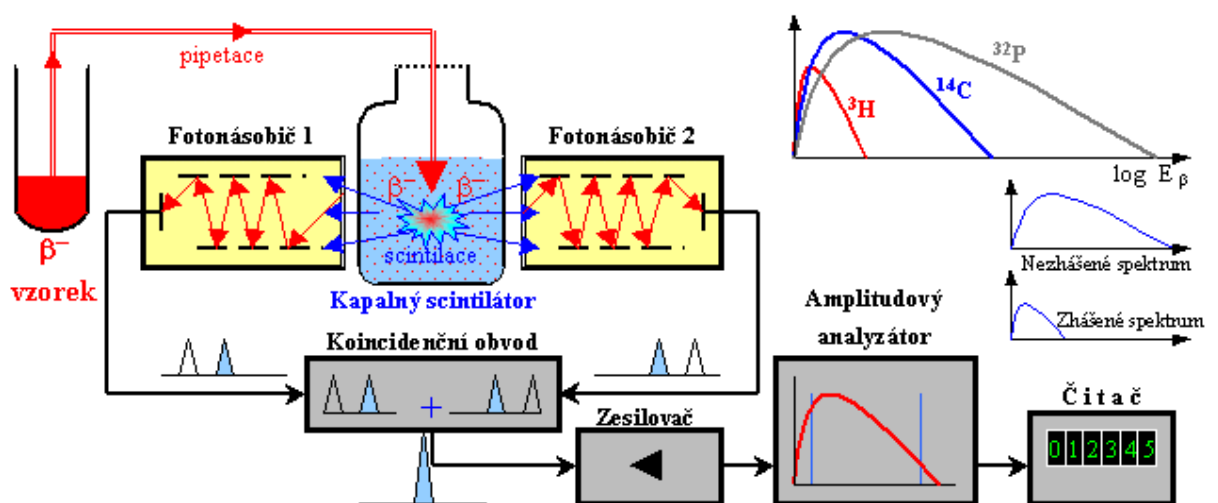 pipetace
β⁻
vzorek
Fotonásobič 1
Fotonásobič 2
β⁻ β⁻
scintilace
Kapalný scintilátor
Koincidenční obvod
+
Zesilovač
Amplitudový
analyzátor
Čitač
012345
³H
¹⁴C
³²P
log Eβ
Nezhášené spektrum
Zhášené spektrum